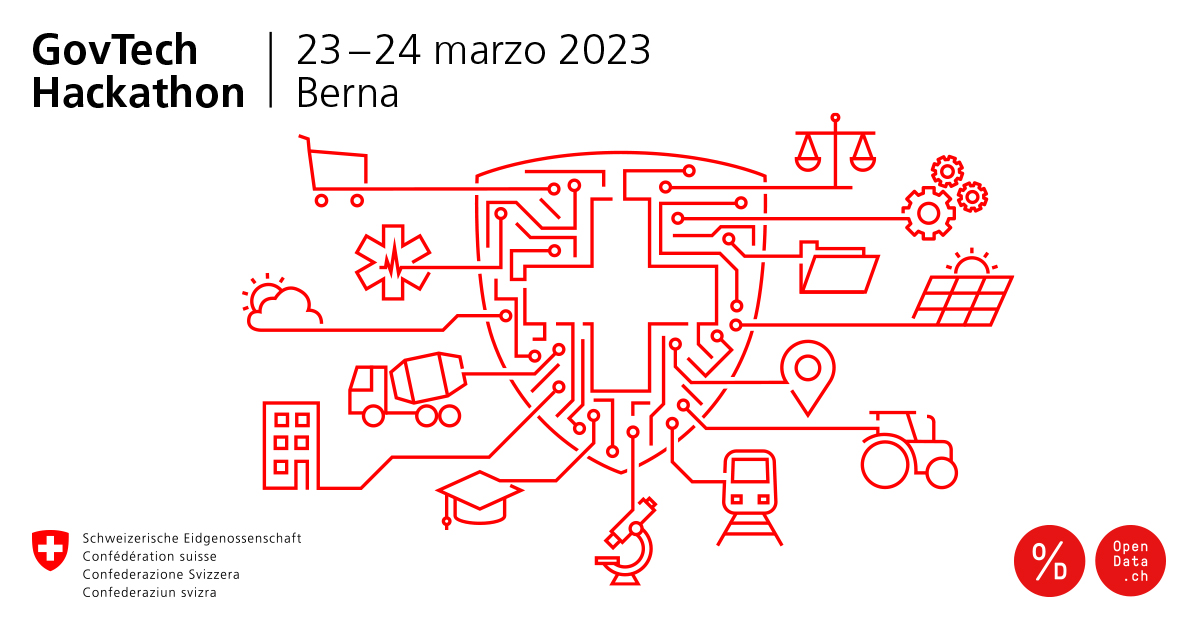 GovTech
Hackathon
23–24 marzo 2023
Berna
Schweizerische Eidgenossenschaft
Confédération suisse
Confederazione Svizzera
Confederaziun svizra
O/D
Open
Data
.ch